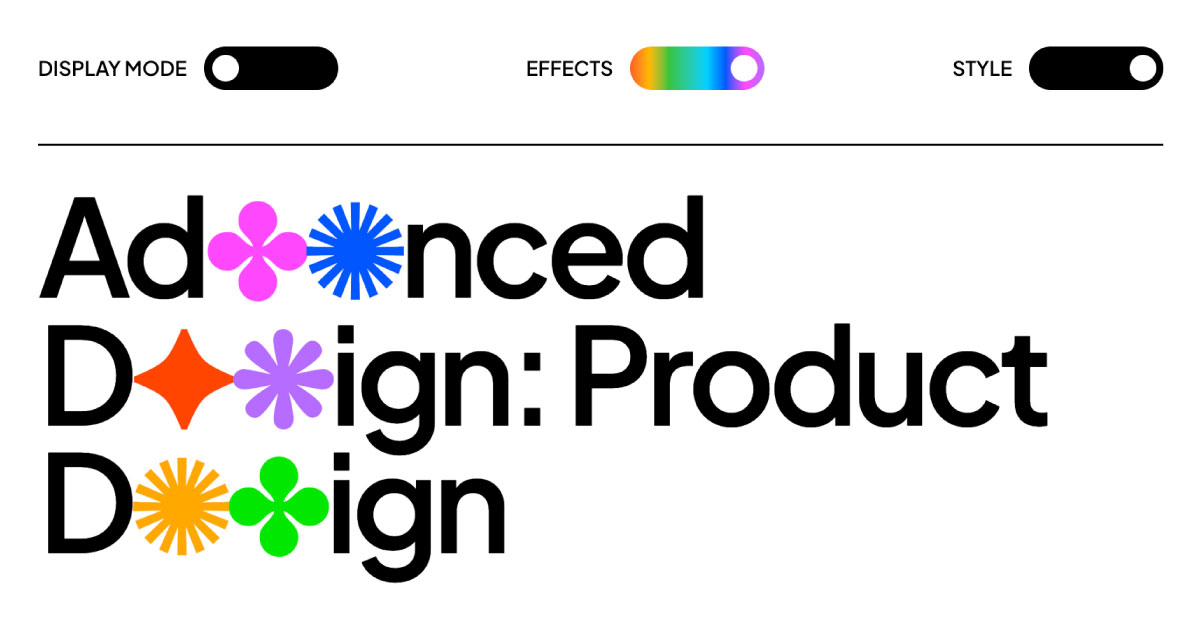 DISPLAY MODE
EFFECTS
STYLE
Ad nced
D ign: Product
D ign